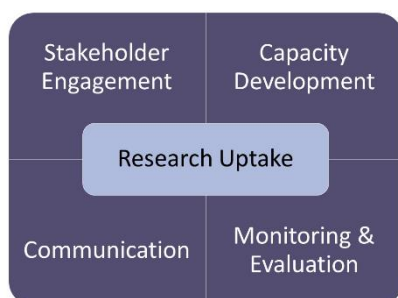 Stakeholder
Engagement
Capacity
Development
Research Uptake
Communication
Monitoring &
Evaluation